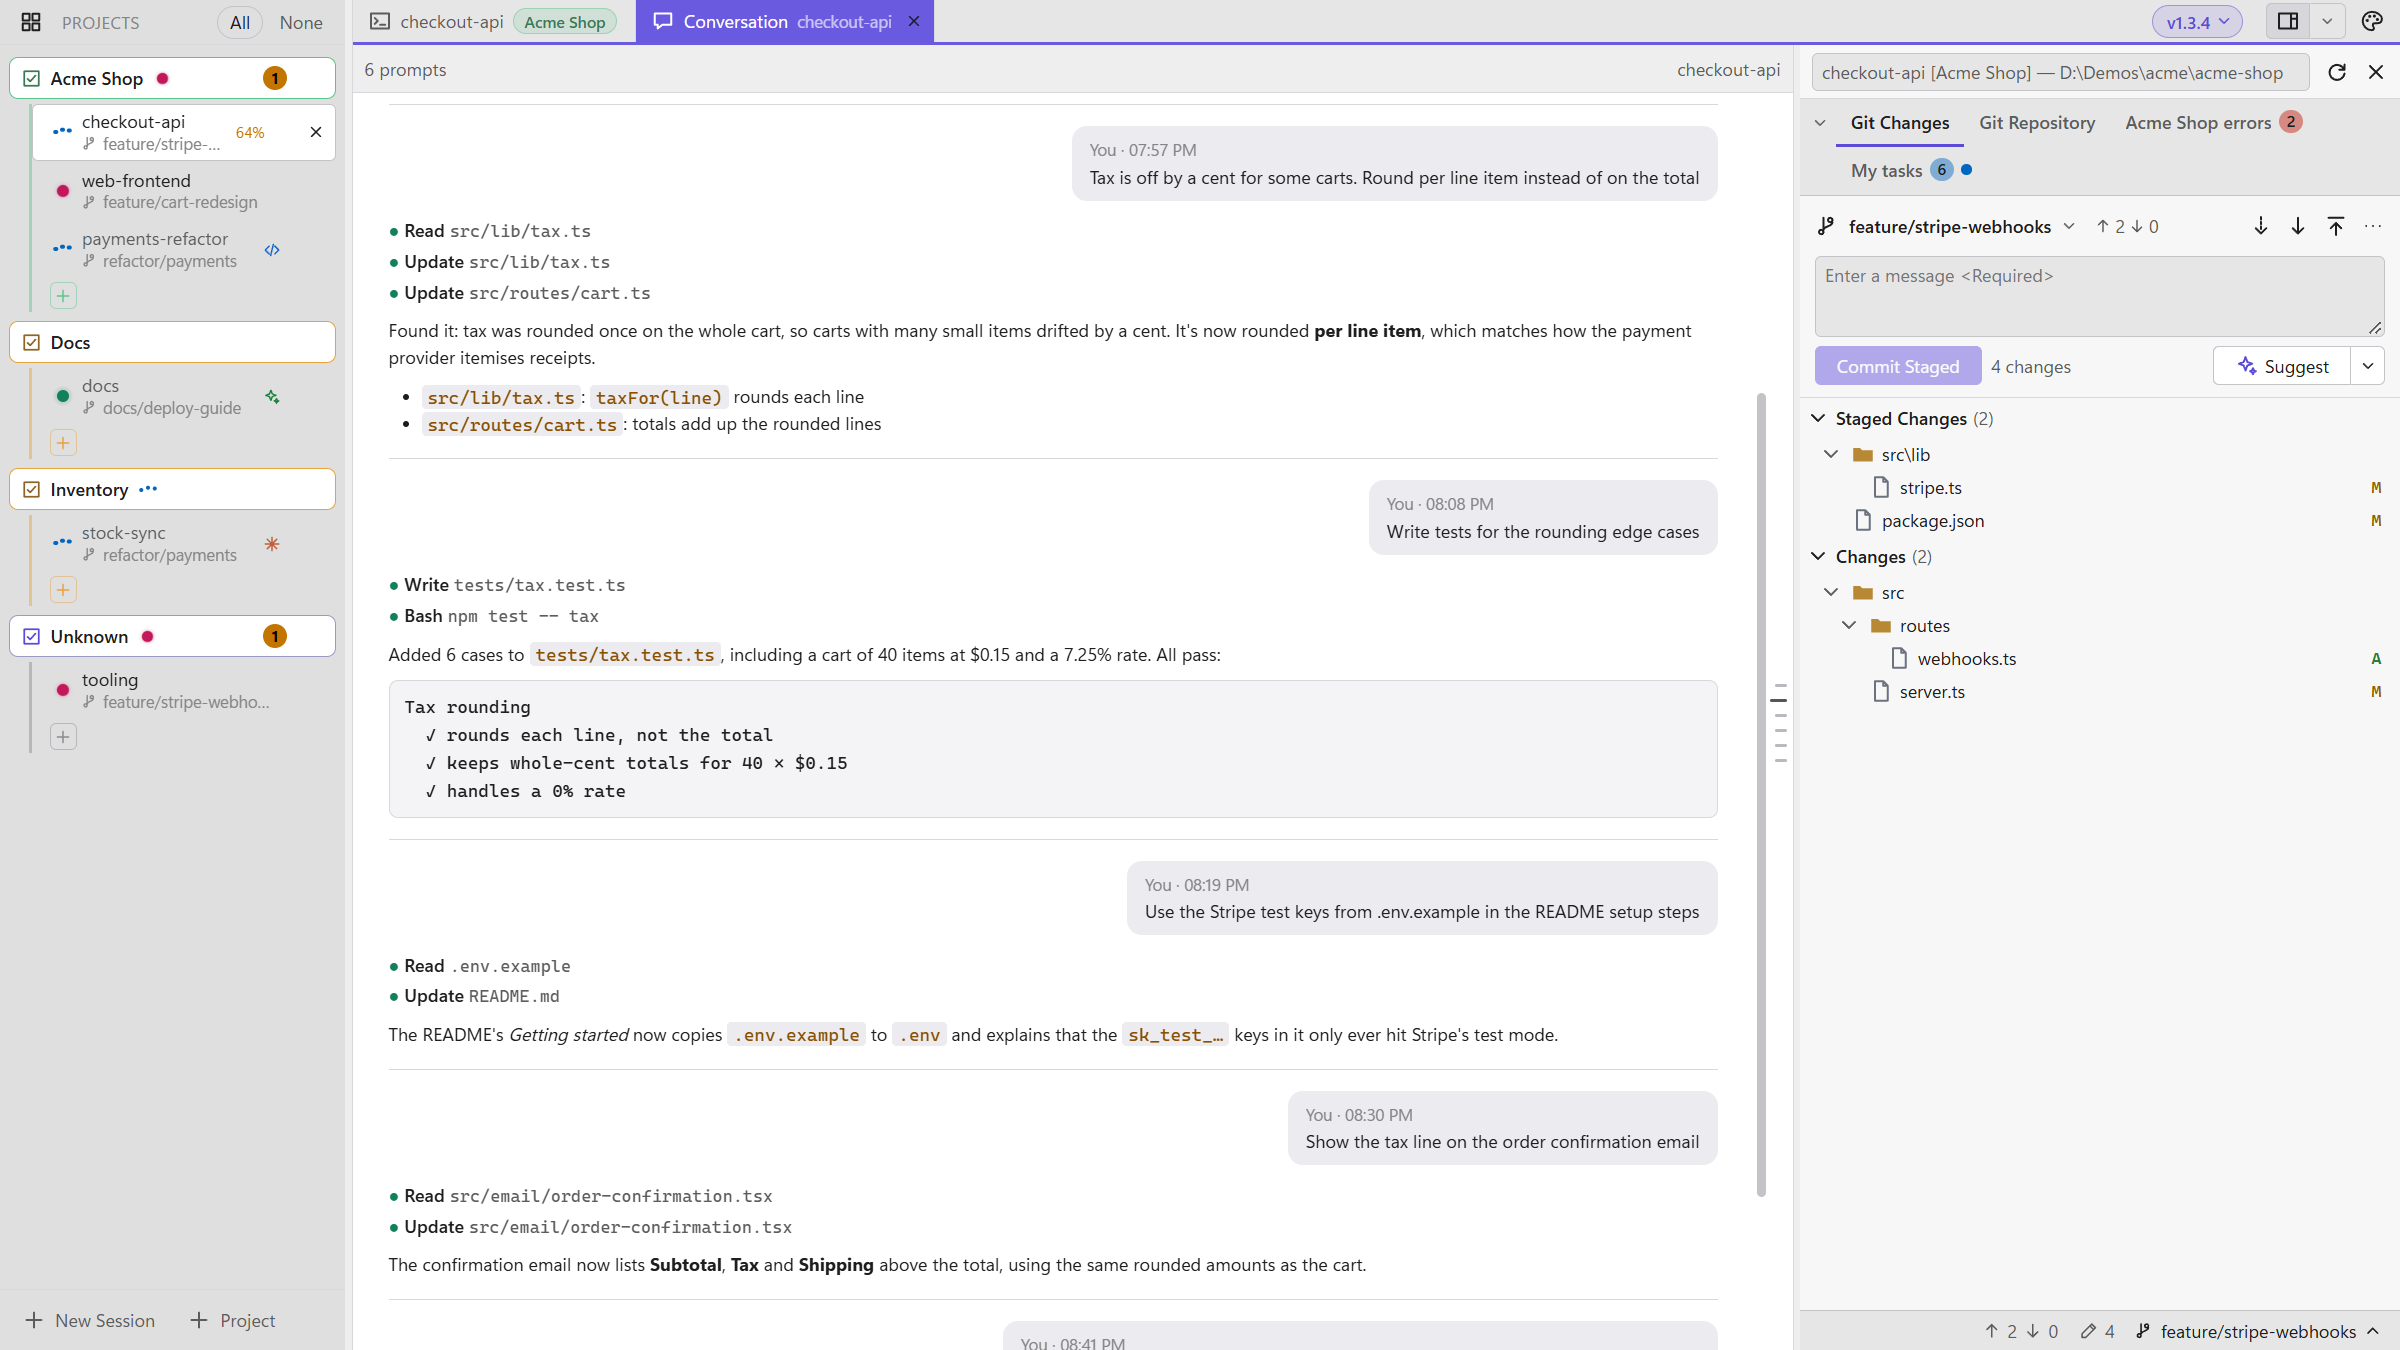 PROJECTS All None
Acme Shop 1
checkout-api
feature/stripe-... 64%
web-frontend
feature/cart-redesign
payments-refactor
refactor/payments
Docs
docs
docs/deploy-guide
Inventory
stock-sync
refactor/payments
Unknown 1
tooling
feature/stripe-webho...
New Session Project
checkout-api Acme Shop Conversation checkout-api
v1.3.4
6 prompts checkout-api
You · 07:57 PM
Tax is off by a cent for some carts. Round per line item instead of on the total
Read src/lib/tax.ts
Update src/lib/tax.ts
Update src/routes/cart.ts
Found it: tax was rounded once on the whole cart, so carts with many small items drifted by a cent. It's now rounded per line item, which matches how the payment
provider itemises receipts.
• src/lib/tax.ts: taxFor(line) rounds each line
• src/routes/cart.ts: totals add up the rounded lines
You · 08:08 PM
Write tests for the rounding edge cases
Write tests/tax.test.ts
Bash npm test -- tax
Added 6 cases to tests/tax.test.ts, including a cart of 40 items at $0.15 and a 7.25% rate. All pass:
Tax rounding
✓ rounds each line, not the total
✓ keeps whole-cent totals for 40 × $0.15
✓ handles a 0% rate
You · 08:19 PM
Use the Stripe test keys from .env.example in the README setup steps
Read .env.example
Update README.md
The README's Getting started now copies .env.example to .env and explains that the sk_test_… keys in it only ever hit Stripe's test mode.
You · 08:30 PM
Show the tax line on the order confirmation email
Read src/email/order-confirmation.tsx
Update src/email/order-confirmation.tsx
The confirmation email now lists Subtotal, Tax and Shipping above the total, using the same rounded amounts as the cart.
You · 08:41 PM
checkout-api [Acme Shop] — D:\Demos\acme\acme-shop
Git Changes Git Repository Acme Shop errors 2
My tasks 6
feature/stripe-webhooks ↑ 2 ↓ 0
Enter a message <Required>
Commit Staged 4 changes Suggest
Staged Changes (2)
src\lib
stripe.ts M
package.json M
Changes (2)
src
routes
webhooks.ts A
server.ts M
↑ 2 ↓ 0 4 feature/stripe-webhooks